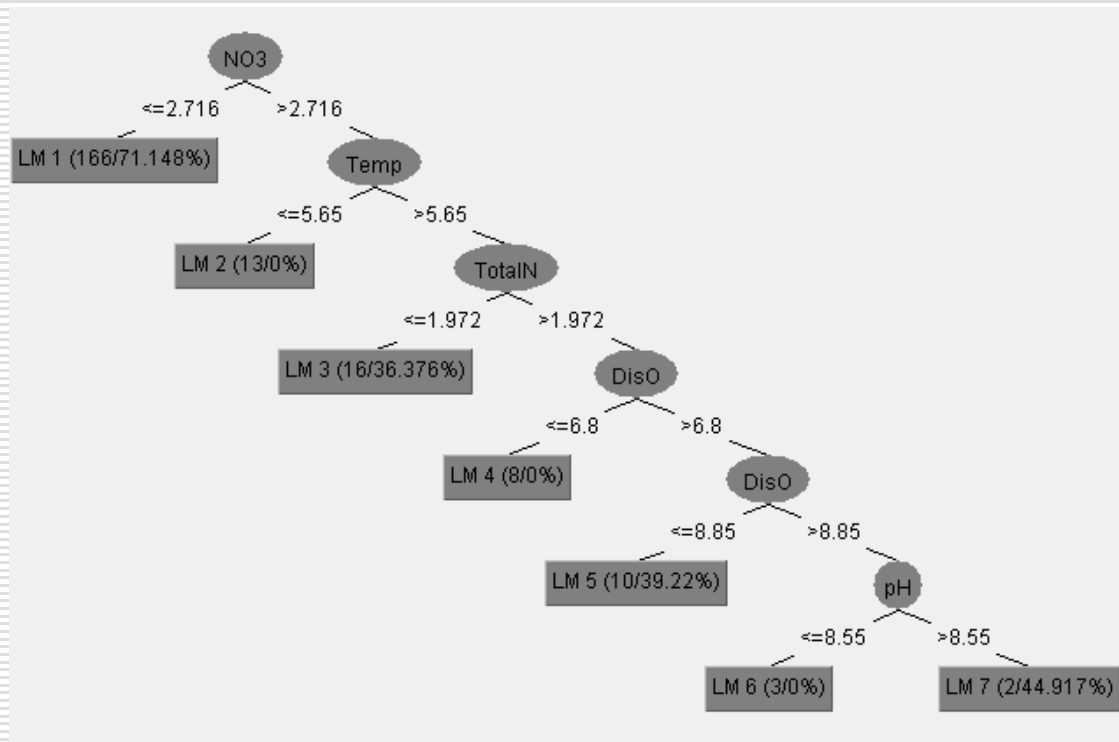 NO3
<=2.716 >2.716
LM 1 (166/71.148%)
Temp
<=5.65 >5.65
LM 2 (13/0%)
TotalN
<=1.972 >1.972
LM 3 (16/36.376%)
DisO
<=6.8 >6.8
LM 4 (8/0%)
DisO
<=8.85 >8.85
LM 5 (10/39.22%)
pH
<=8.55 >8.55
LM 6 (3/0%) LM 7 (2/44.917%)